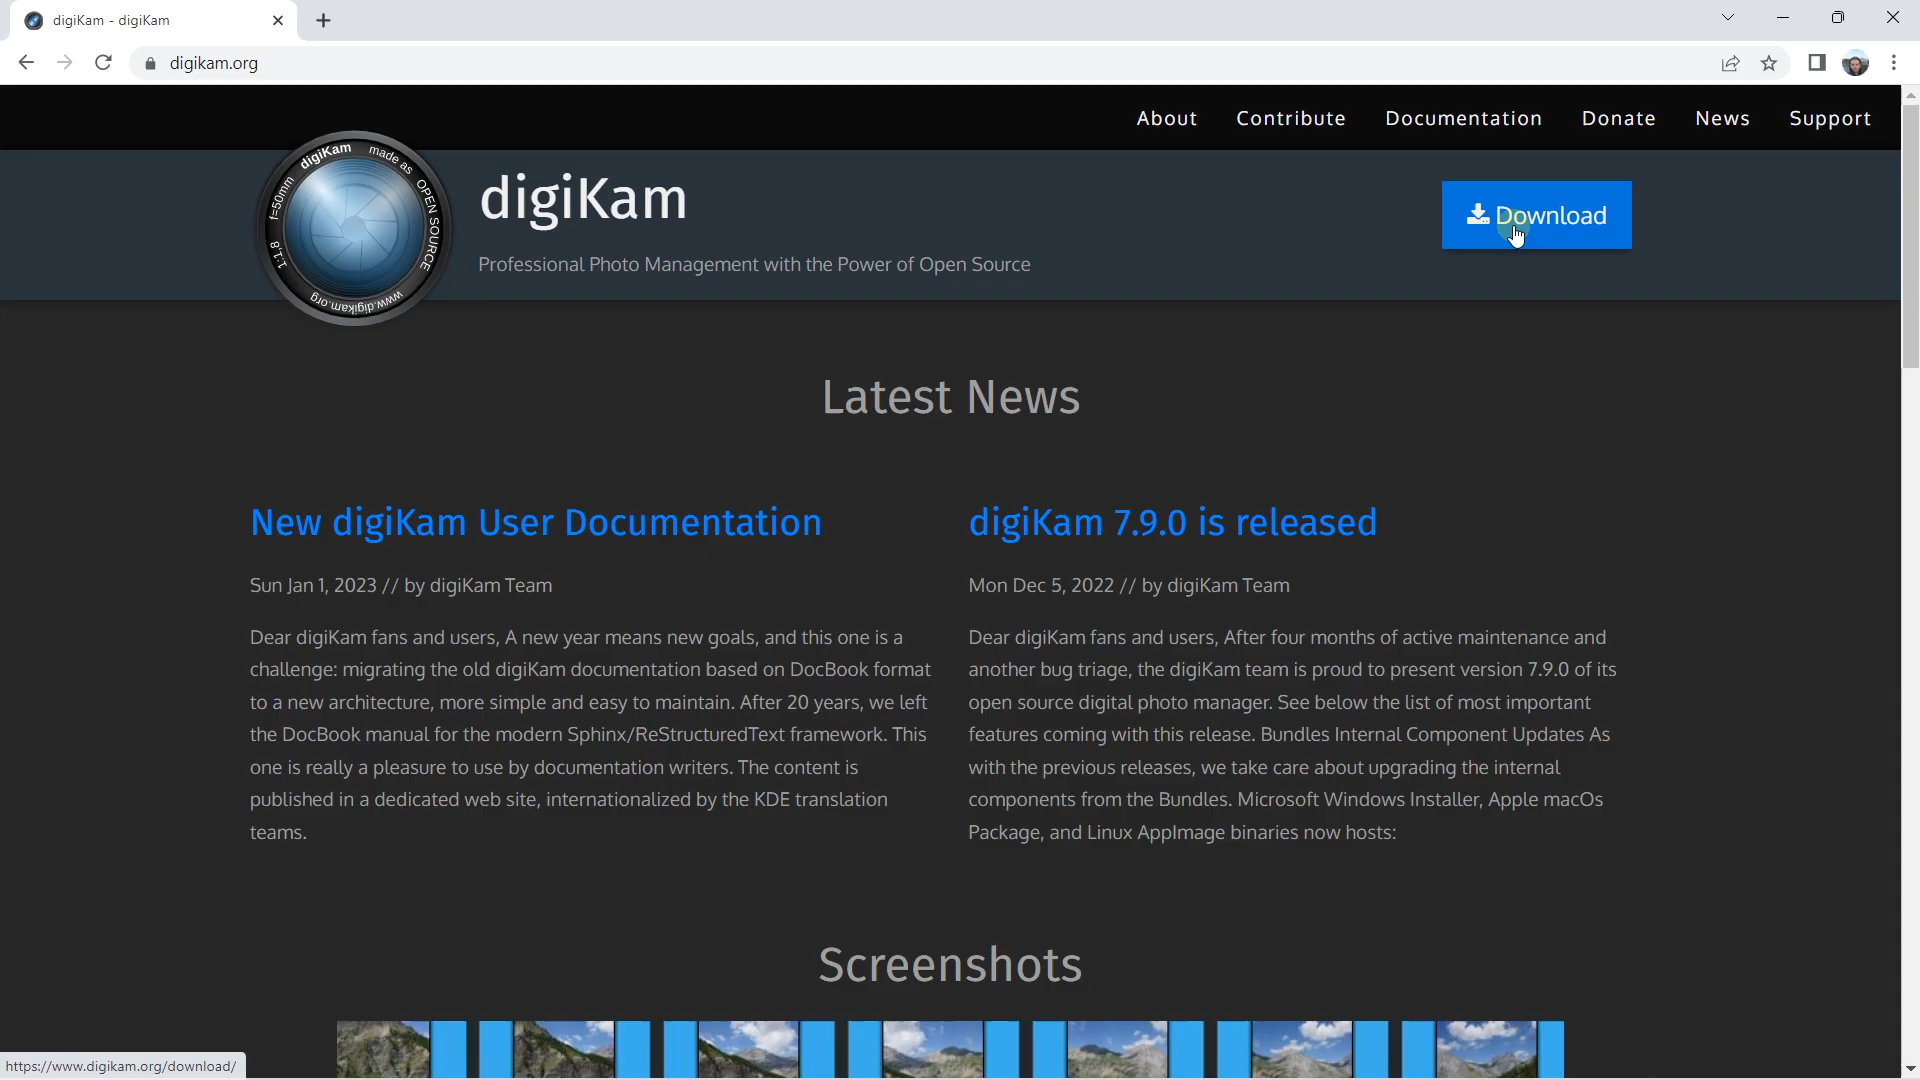 digiKam - digiKam
digikam.org
About Contribute Documentation Donate News Support
digiKam made as OPEN SOURCE www.digikam.org 1:1.8 f=50mm
digiKam
Download
Professional Photo Management with the Power of Open Source
Latest News
New digiKam User Documentation
Sun Jan 1, 2023 // by digiKam Team
Dear digiKam fans and users, A new year means new goals, and this one is a
challenge: migrating the old digiKam documentation based on DocBook format
to a new architecture, more simple and easy to maintain. After 20 years, we left
the DocBook manual for the modern Sphinx/ReStructuredText framework. This
one is really a pleasure to use by documentation writers. The content is
published in a dedicated web site, internationalized by the KDE translation
teams.
digiKam 7.9.0 is released
Mon Dec 5, 2022 // by digiKam Team
Dear digiKam fans and users, After four months of active maintenance and
another bug triage, the digiKam team is proud to present version 7.9.0 of its
open source digital photo manager. See below the list of most important
features coming with this release. Bundles Internal Component Updates As
with the previous releases, we take care about upgrading the internal
components from the Bundles. Microsoft Windows Installer, Apple macOs
Package, and Linux AppImage binaries now hosts:
Screenshots
https://www.digikam.org/download/